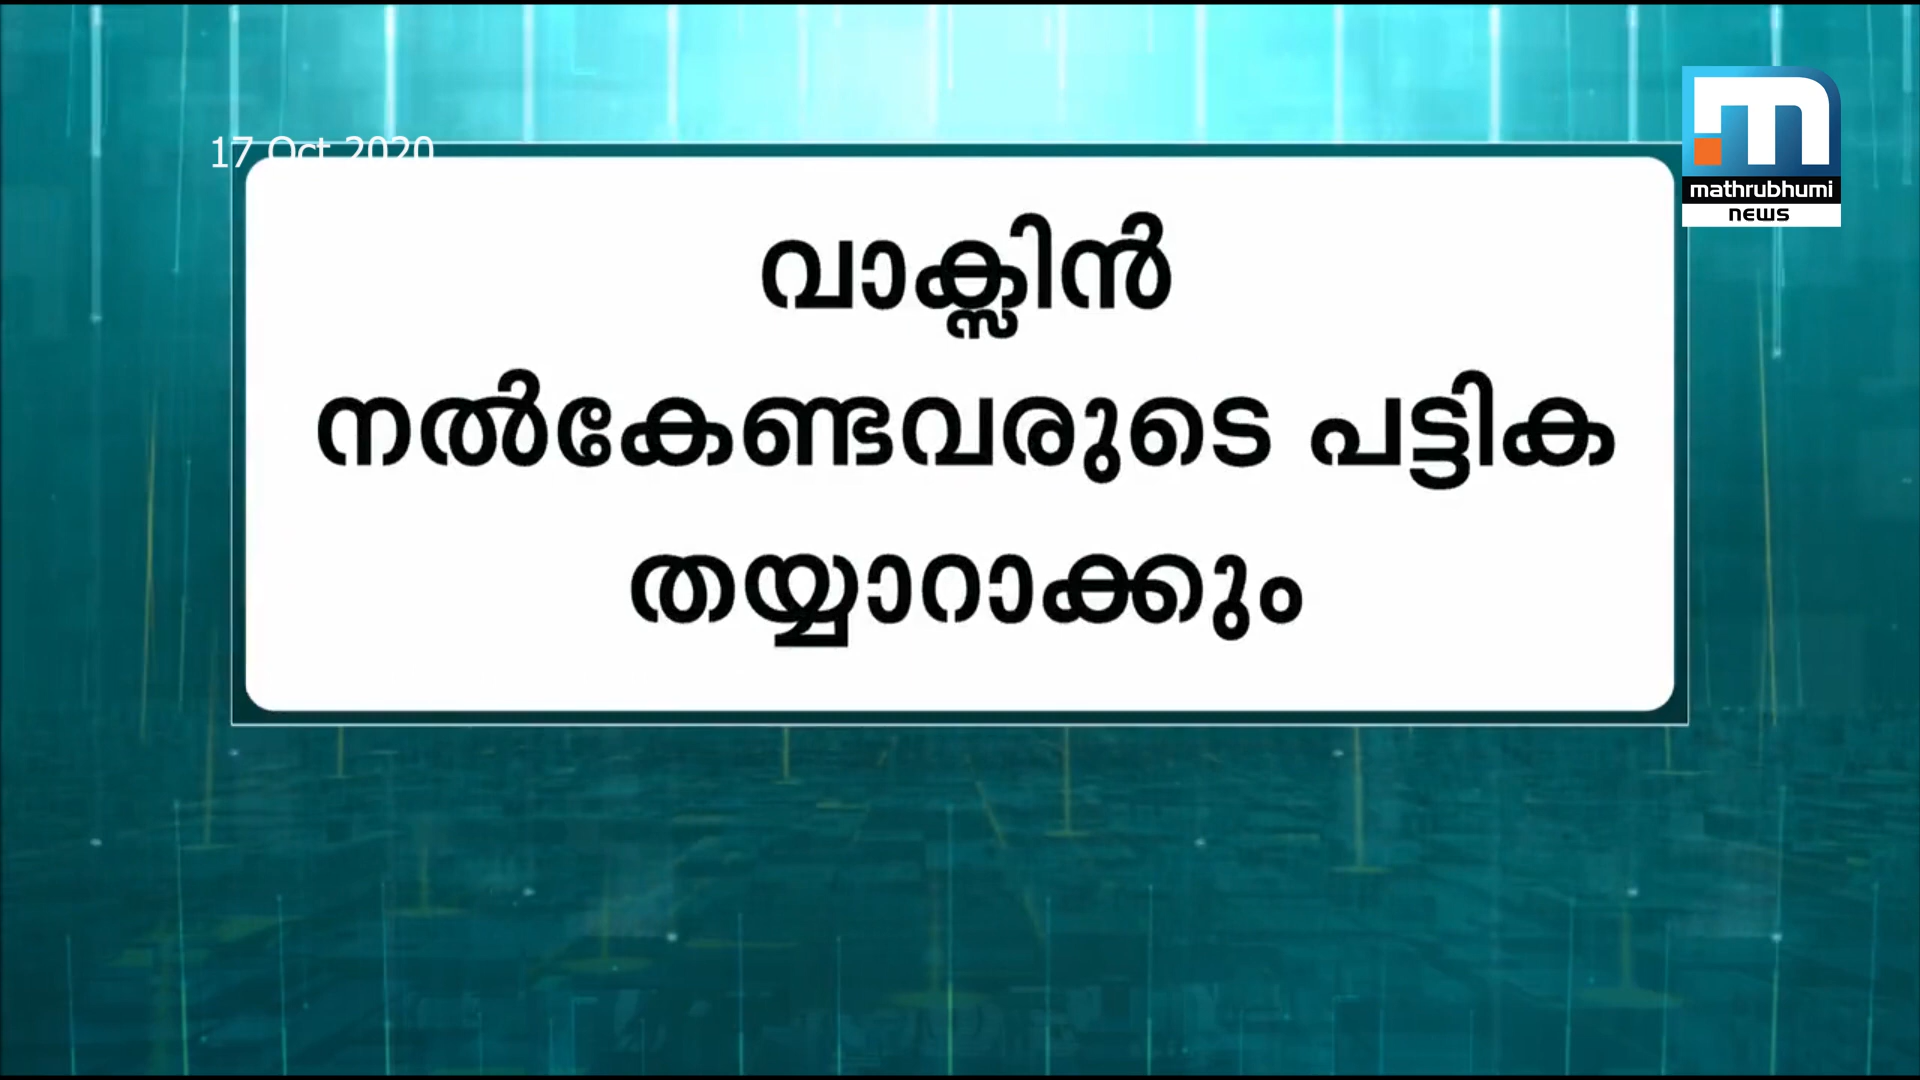 17 Oct 2020
mathrubhumi
news
വാക്സിൻ
നൽകേണ്ടവരുടെ പട്ടിക
തയ്യാറാക്കും